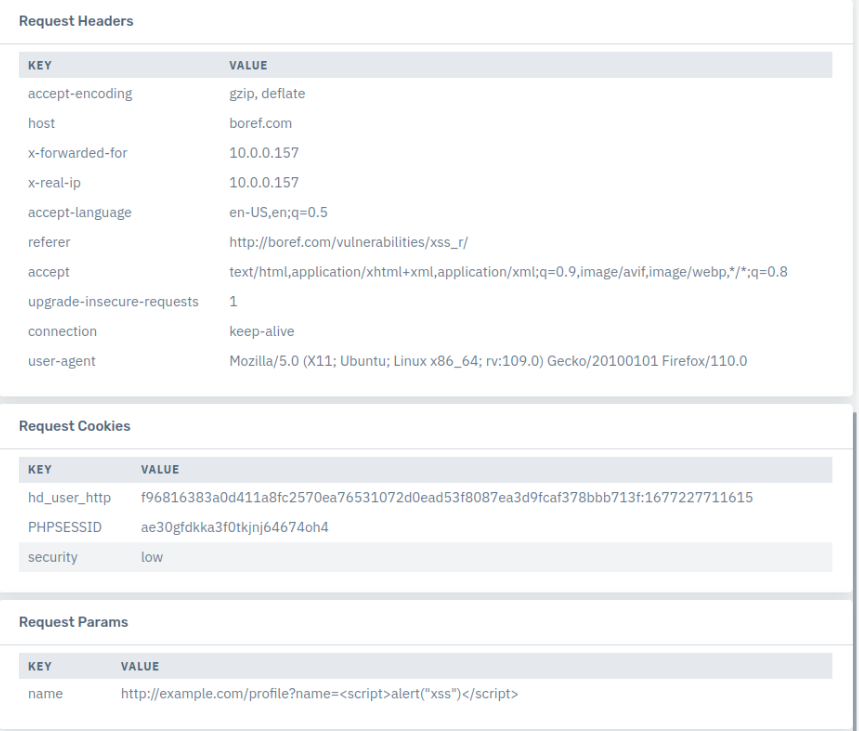 Request Headers
KEY VALUE
accept-encoding gzip, deflate
host boref.com
x-forwarded-for 10.0.0.157
x-real-ip 10.0.0.157
accept-language en-US,en;q=0.5
referer http://boref.com/vulnerabilities/xss_r/
accept text/html,application/xhtml+xml,application/xml;q=0.9,image/avif,image/webp,*/*;q=0.8
upgrade-insecure-requests 1
connection keep-alive
user-agent Mozilla/5.0 (X11; Ubuntu; Linux x86_64; rv:109.0) Gecko/20100101 Firefox/110.0
Request Cookies
KEY VALUE
hd_user_http f96816383a0d411a8fc2570ea76531072d0ead53f8087ea3d9fcaf378bbb713f:1677227711615
PHPSESSID ae30gfdkka3f0tkjnj64674oh4
security low
Request Params
KEY VALUE
name http://example.com/profile?name=<script>alert("xss")</script>